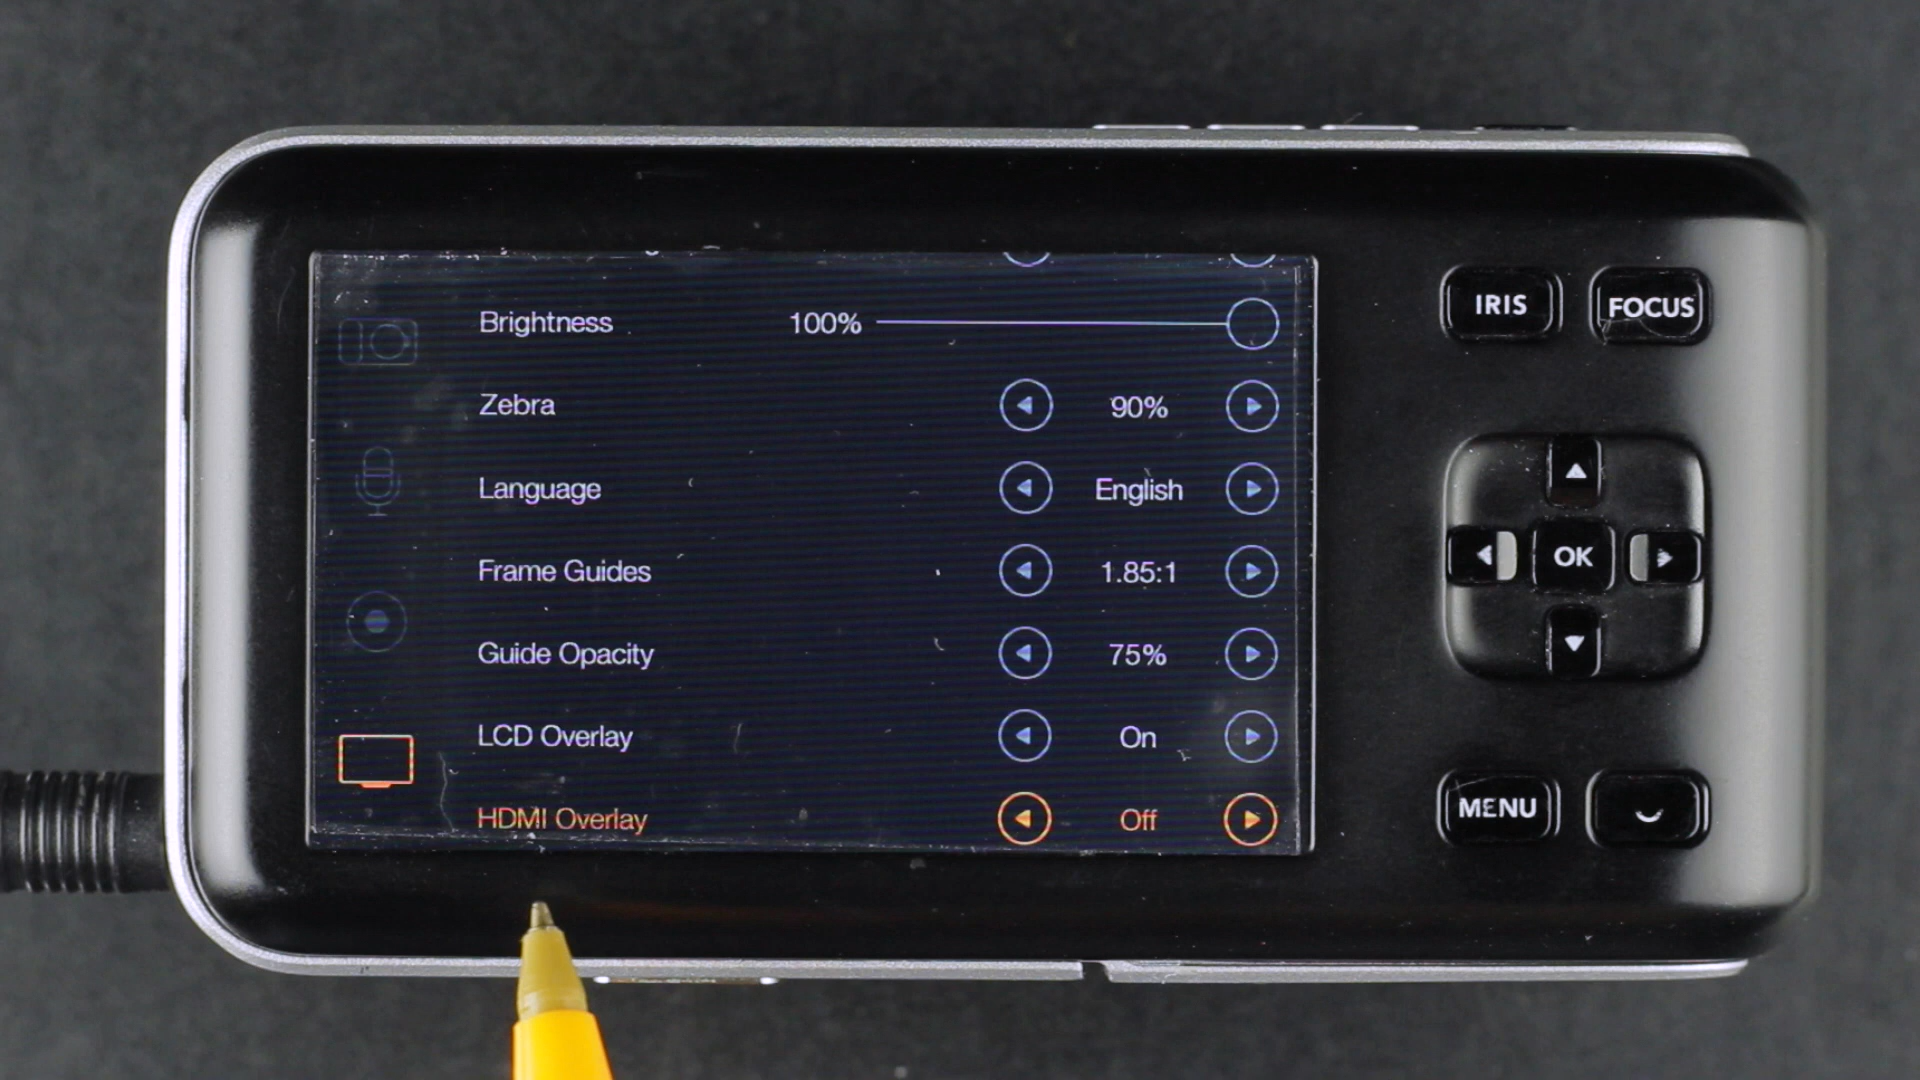 Brightness 100%
Zebra 90%
Language English
Frame Guides 1.85:1
Guide Opacity 75%
LCD Overlay On
HDMI Overlay Off
IRIS FOCUS
OK
MENU